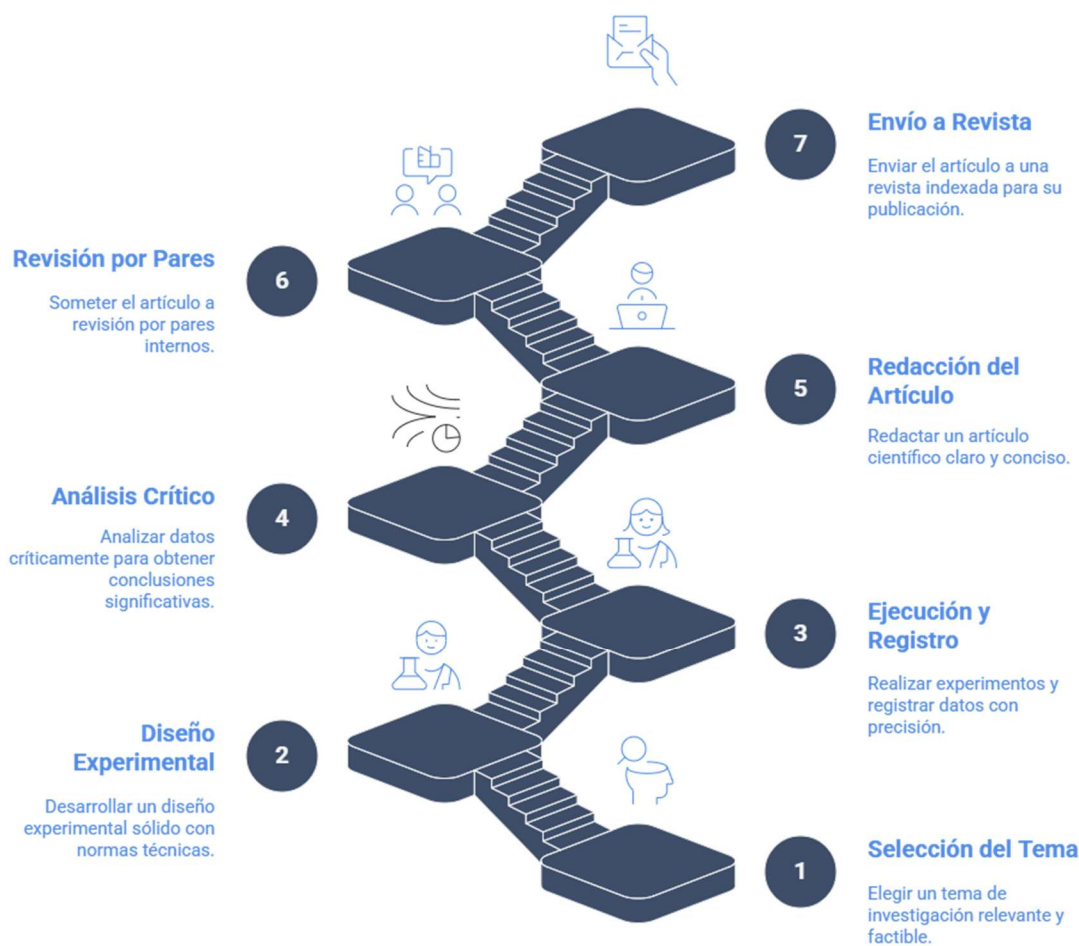 7
Envío a Revista
Enviar el artículo a una
revista indexada para su
publicación.
Revisión por Pares
6
Someter el artículo a
revisión por pares
internos.
5
Redacción del
Artículo
Redactar un artículo
científico claro y conciso.
Análisis Crítico
4
Analizar datos
críticamente para obtener
conclusiones
significativas.
3
Ejecución y
Registro
Realizar experimentos y
registrar datos con
precisión.
Diseño
Experimental
2
Desarrollar un diseño
experimental sólido con
normas técnicas.
1
Selección del Tema
Elegir un tema de
investigación relevante y
factible.